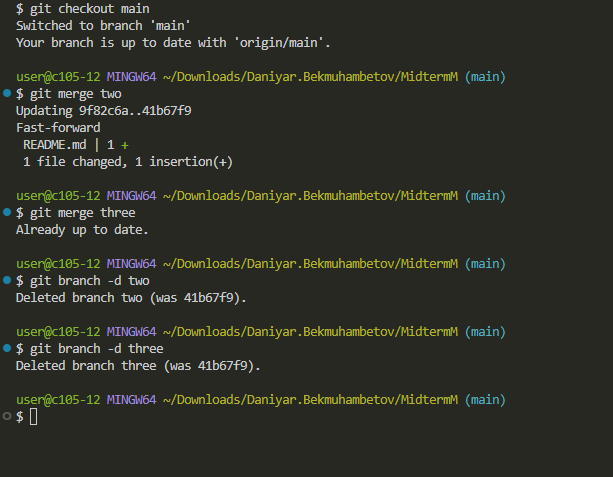 $ git checkout main
Switched to branch 'main'
Your branch is up to date with 'origin/main'.
user@c105-12 MINGW64 ~/Downloads/Daniyar.Bekmuhambetov/MidtermM (main)
$ git merge two
Updating 9f82c6a..41b67f9
Fast-forward
README.md | 1 +
1 file changed, 1 insertion(+)
user@c105-12 MINGW64 ~/Downloads/Daniyar.Bekmuhambetov/MidtermM (main)
$ git merge three
Already up to date.
user@c105-12 MINGW64 ~/Downloads/Daniyar.Bekmuhambetov/MidtermM (main)
$ git branch -d two
Deleted branch two (was 41b67f9).
user@c105-12 MINGW64 ~/Downloads/Daniyar.Bekmuhambetov/MidtermM (main)
$ git branch -d three
Deleted branch three (was 41b67f9).
user@c105-12 MINGW64 ~/Downloads/Daniyar.Bekmuhambetov/MidtermM (main)
$